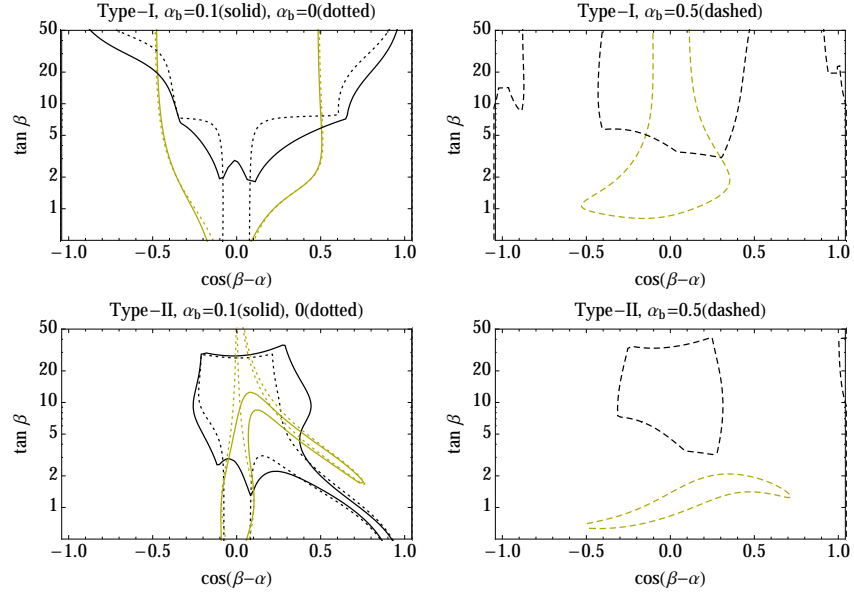 Type−I, αb=0.1(solid), αb=0(dotted)
50
20
10
5
2
1
tan β
−1.0 −0.5 0.0 0.5 1.0
cos(β−α)
Type−I, αb=0.5(dashed)
50
20
10
5
2
1
tan β
−1.0 −0.5 0.0 0.5 1.0
cos(β−α)
Type−II, αb=0.1(solid), 0(dotted)
50
20
10
5
2
1
tan β
−1.0 −0.5 0.0 0.5 1.0
cos(β−α)
Type−II, αb=0.5(dashed)
50
20
10
5
2
1
tan β
−1.0 −0.5 0.0 0.5 1.0
cos(β−α)